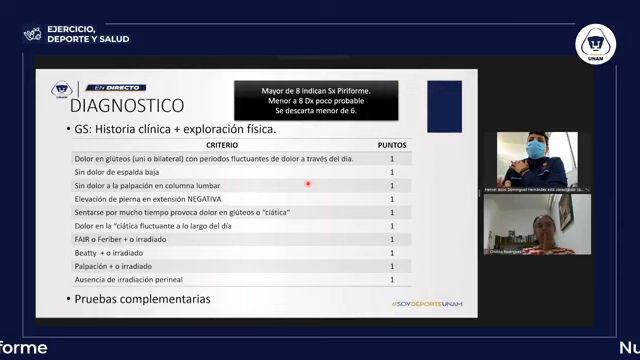 EJERCICIO,
DEPORTE Y SALUD
UNAM
UNAM
EN DIRECTO
DIAGNOSTICO
Mayor de 8 indican Sx Piriforme.
Menor a 8 Dx poco probable
Se descarta menor de 6.
• GS: Historia clínica + exploración física.
CRITERIO PUNTOS
Dolor en glúteos (uni o bilateral) con periodos fluctuantes de dolor a través del día. 1
Sin dolor de espalda baja 1
Sin dolor a la palpación en columna lumbar 1
Elevación de pierna en extensión NEGATIVA 1
Sentarse por mucho tiempo provoca dolor en glúteos o "ciática" 1
Dolor en la "ciática fluctuante a lo largo del día 1
FAIR o Feriber + o irradiado 1
Beatty + o irradiado 1
Palpación + o irradiado 1
Ausencia de irradiación perineal 1
• Pruebas complementarias
#SOYDEPORTEUNAM
Rodríguez
forme
Nu